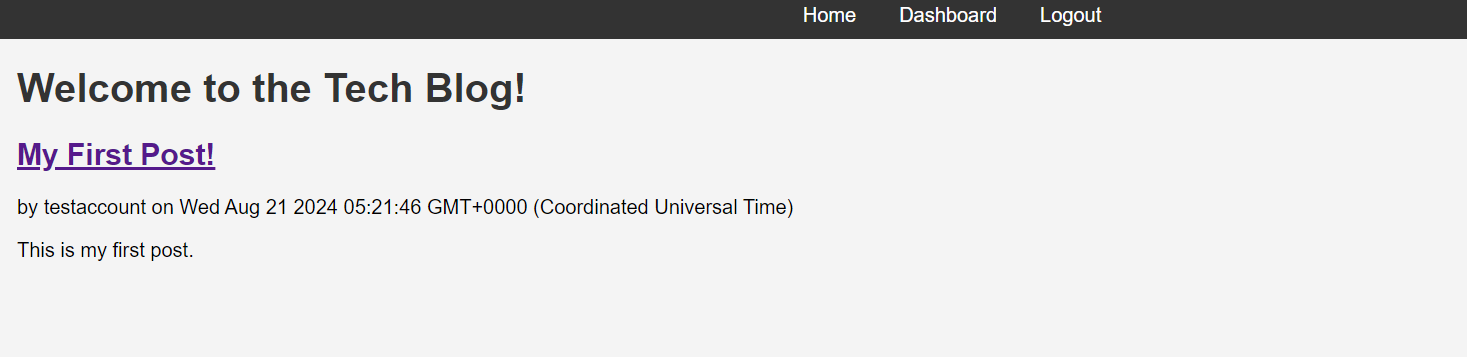 Home Dashboard Logout
Welcome to the Tech Blog!
My First Post!
by testaccount on Wed Aug 21 2024 05:21:46 GMT+0000 (Coordinated Universal Time)
This is my first post.